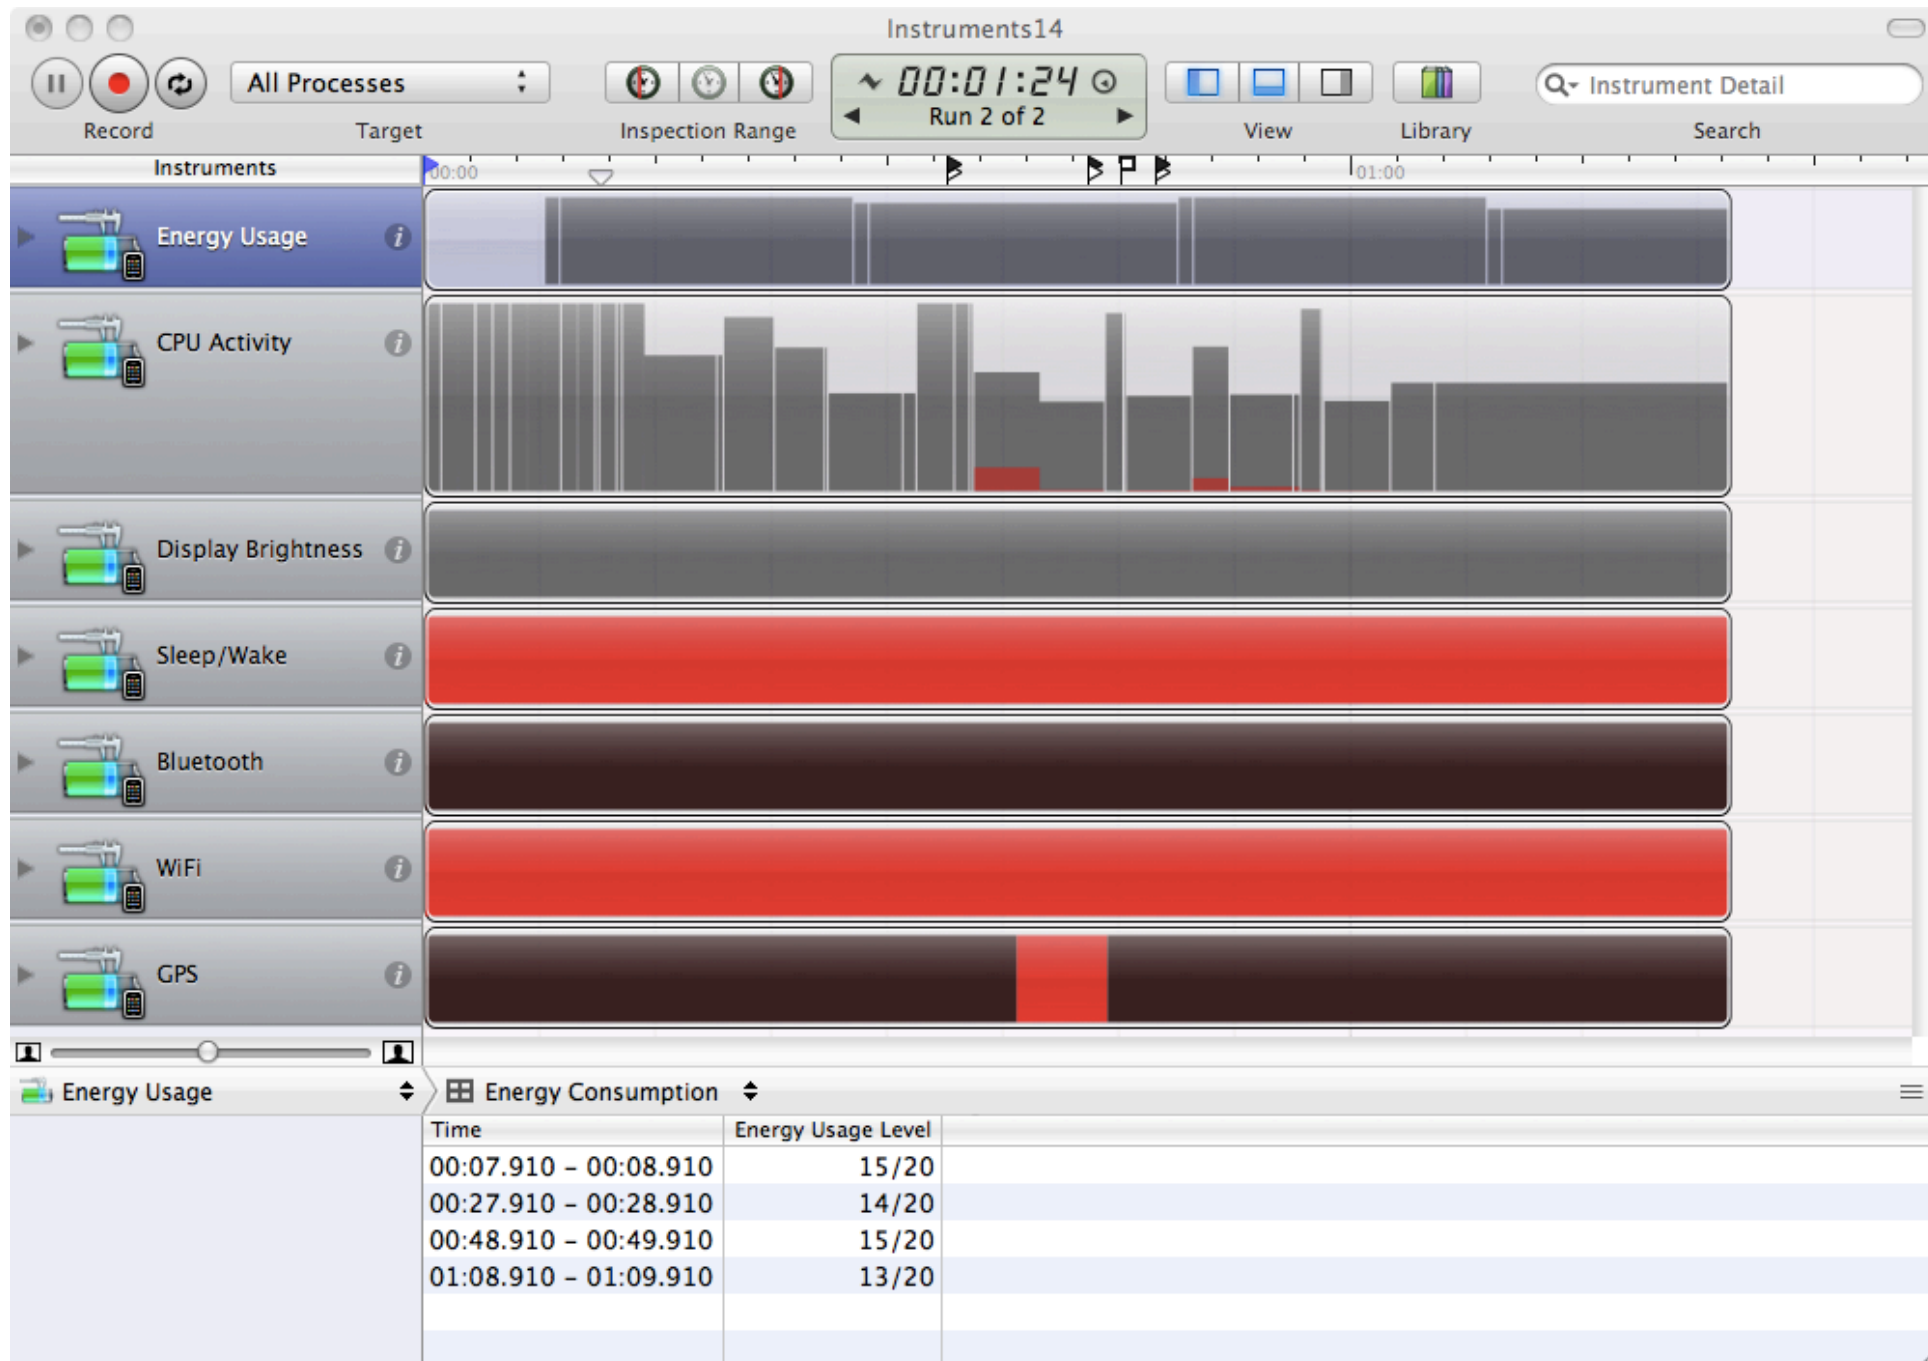 Instruments14
All Processes
00:01:24
Run 2 of 2
Instrument Detail
Record
Target
Inspection Range
View
Library
Search
Instruments
00:00
01:00
Energy Usage
CPU Activity
Display Brightness
Sleep/Wake
Bluetooth
WiFi
GPS
Energy Usage
Energy Consumption
Time Energy Usage Level
00:07.910 – 00:08.910 15/20
00:27.910 – 00:28.910 14/20
00:48.910 – 00:49.910 15/20
01:08.910 – 01:09.910 13/20